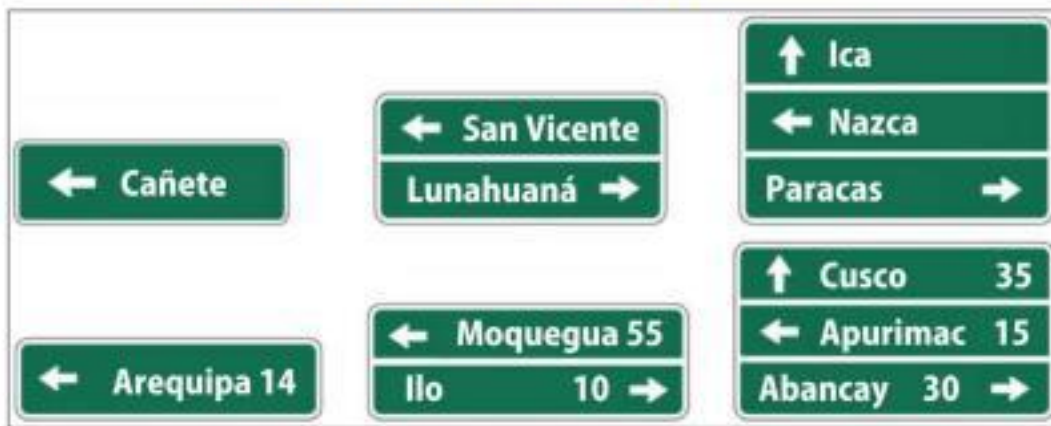 ← Cañete
← San Vicente
Lunahuaná →
↑ Ica
← Nazca
Paracas →
← Arequipa 14
← Moquegua 55
Ilo 10 →
↑ Cusco 35
← Apurimac 15
Abancay 30 →